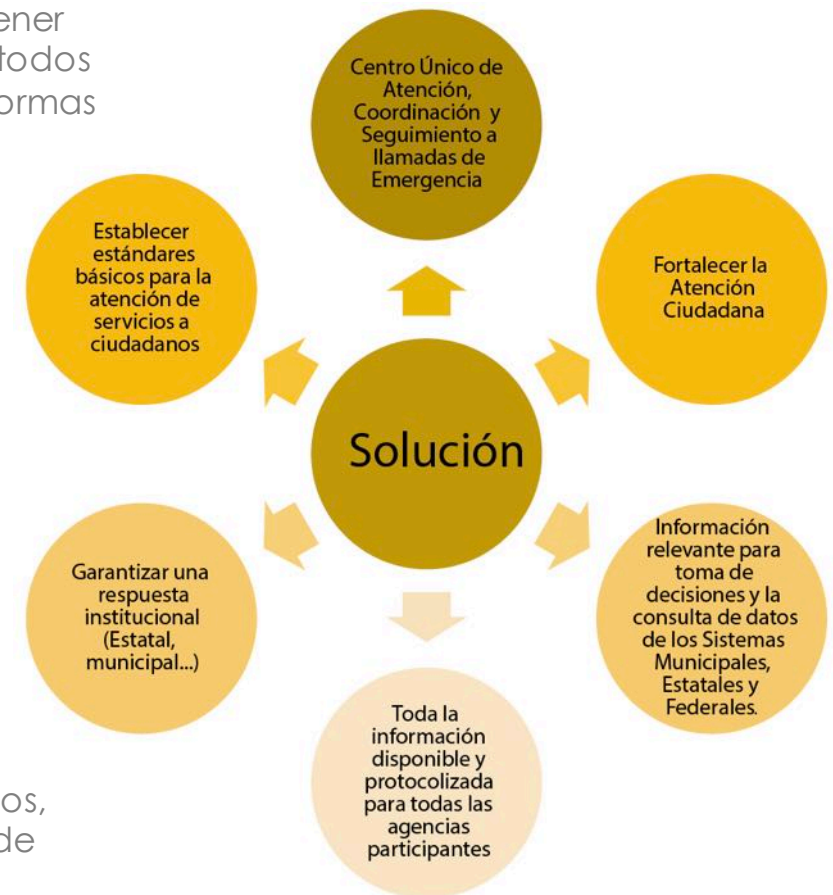 ener
todos
ormas
Centro Único de
Atención,
Coordinación y
Seguimiento a
llamadas de
Emergencia
Fortalecer la
Atención
Ciudadana
Información
relevante para
toma de
decisiones y la
consulta de datos
de los Sistemas
Municipales,
Estatales y
Federales.
Toda la
información
disponible y
protocolizada
para todas las
agencias
participantes
Garantizar una
respuesta
institucional
(Estatal,
municipal...)
Establecer
estándares
básicos para la
atención de
servicios a
ciudadanos
Solución
os,
de